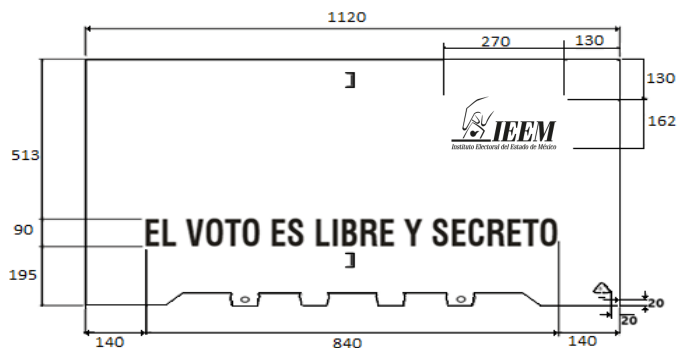 1120
270 130
130
IEEM
Instituto Electoral del Estado de México
162
513
90
EL VOTO ES LIBRE Y SECRETO
195
20
20
140 840 140